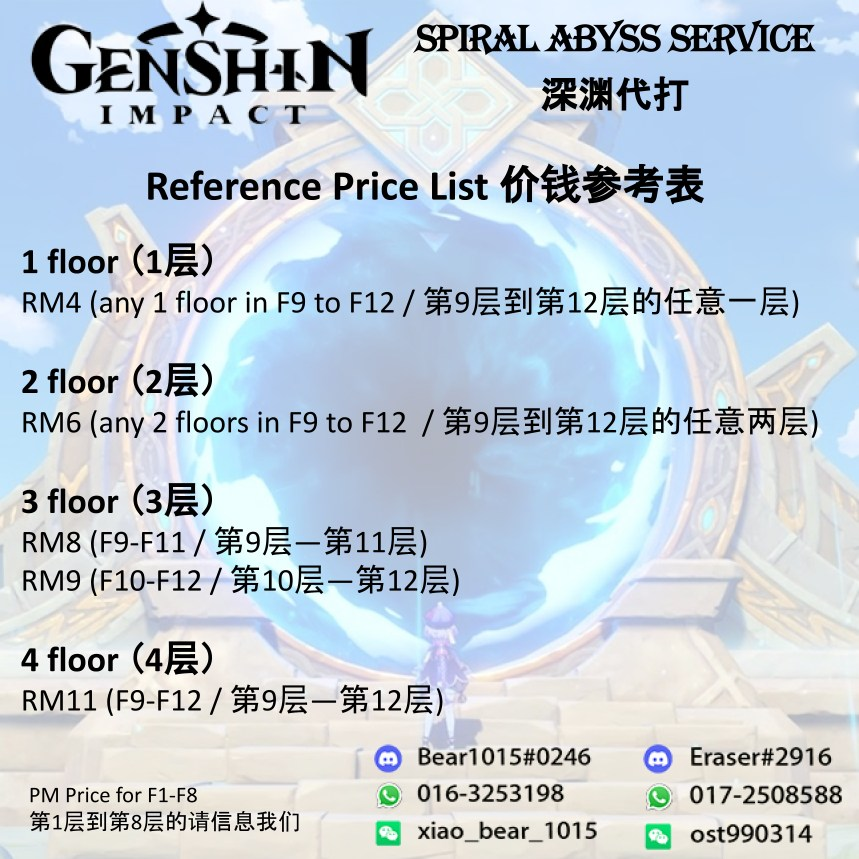 GENSHIN
IMPACT
SPIRAL ABYSS SERVICE
深渊代打
Reference Price List 价钱参考表
1 floor（1层）
RM4 (any 1 floor in F9 to F12 / 第9层到第12层的任意一层)
2 floor（2层）
RM6 (any 2 floors in F9 to F12 / 第9层到第12层的任意两层)
3 floor（3层）
RM8 (F9-F11 / 第9层—第11层)
RM9 (F10-F12 / 第10层—第12层)
4 floor（4层）
RM11 (F9-F12 / 第9层—第12层)
PM Price for F1-F8
第1层到第8层的请信息我们
Bear1015#0246
016-3253198
xiao_bear_1015
Eraser#2916
017-2508588
ost990314